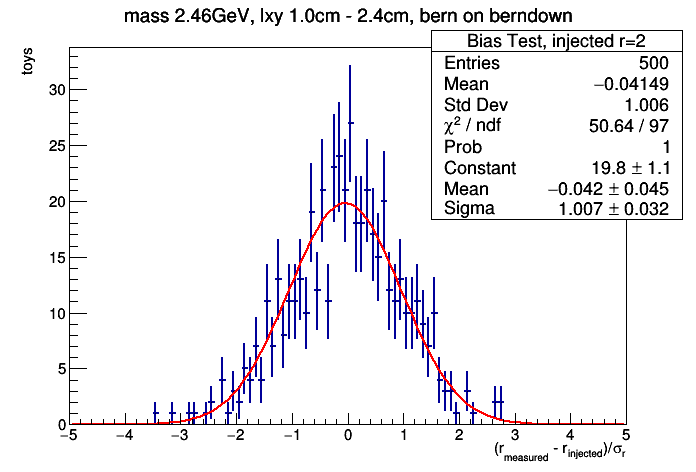 mass 2.46GeV, lxy 1.0cm - 2.4cm, bern on berndown
toys
Bias Test, injected r=2
Entries 500
Mean −0.04149
Std Dev 1.006
χ² / ndf 50.64 / 97
Prob 1
Constant 19.8 ± 1.1
Mean −0.042 ± 0.045
Sigma 1.007 ± 0.032
30
25
20
15
10
5
0
−5 −4 −3 −2 −1 0 1 2 3 4 5
(r_measured - r_injected)/σ_r